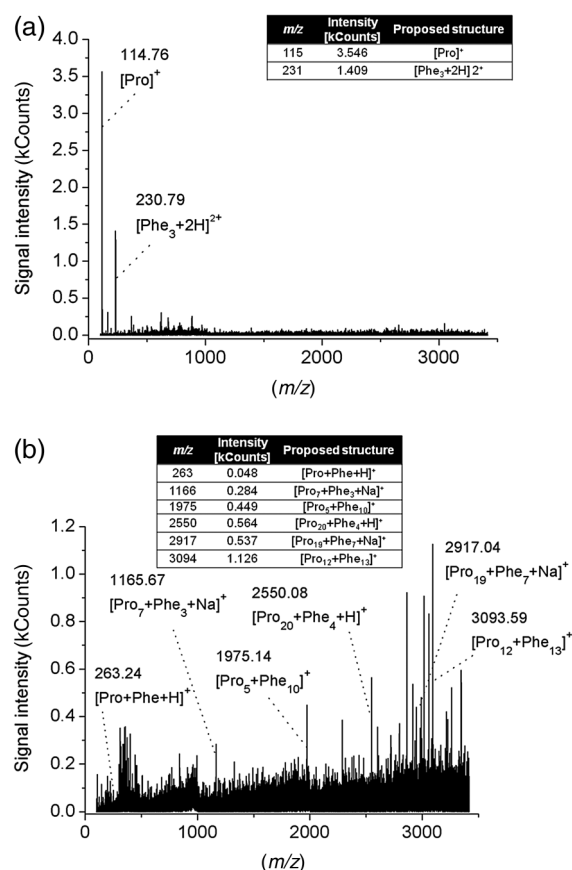 (a)
4.0
3.5
3.0
2.5
2.0
1.5
1.0
0.5
0.0
Signal intensity (kCounts)
114.76
[Pro]+
230.79
[Phe3+2H]2+
m/z Intensity [kCounts] Proposed structure
115 3.546 [Pro]+
231 1.409 [Phe3+2H] 2+
0 1000 2000 3000
(m/z)
(b)
m/z Intensity [kCounts] Proposed structure
263 0.048 [Pro+Phe+H]+
1166 0.284 [Pro7+Phe3+Na]+
1975 0.449 [Pro5+Phe10]+
2550 0.564 [Pro20+Phe4+H]+
2917 0.537 [Pro19+Phe7+Na]+
3094 1.126 [Pro12+Phe13]+
1.2
1.0
0.8
0.6
0.4
0.2
0.0
Signal intensity (kCounts)
2917.04
[Pro19+Phe7+Na]+
1165.67
[Pro7+Phe3+Na]+
2550.08
[Pro20+Phe4+H]+
3093.59
[Pro12+Phe13]+
1975.14
[Pro5+Phe10]+
263.24
[Pro+Phe+H]+
0 1000 2000 3000
(m/z)